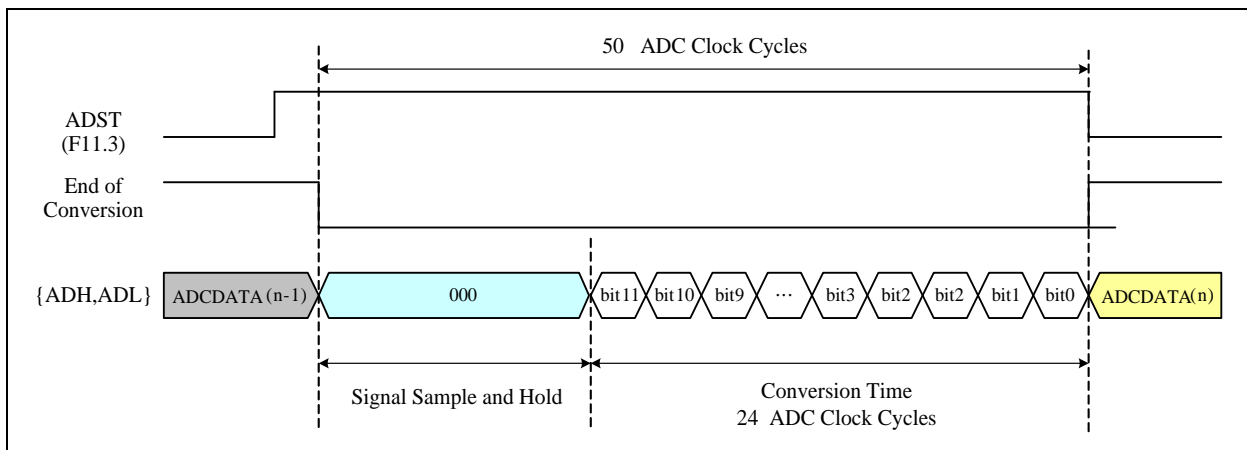 50 ADC Clock Cycles
ADST
(F11.3)
End of
Conversion
{ADH,ADL}
ADCDATA(n-1)
000
bit11
bit10
bit9
...
bit3
bit2
bit2
bit1
bit0
ADCDATA(n)
Signal Sample and Hold
Conversion Time
24 ADC Clock Cycles